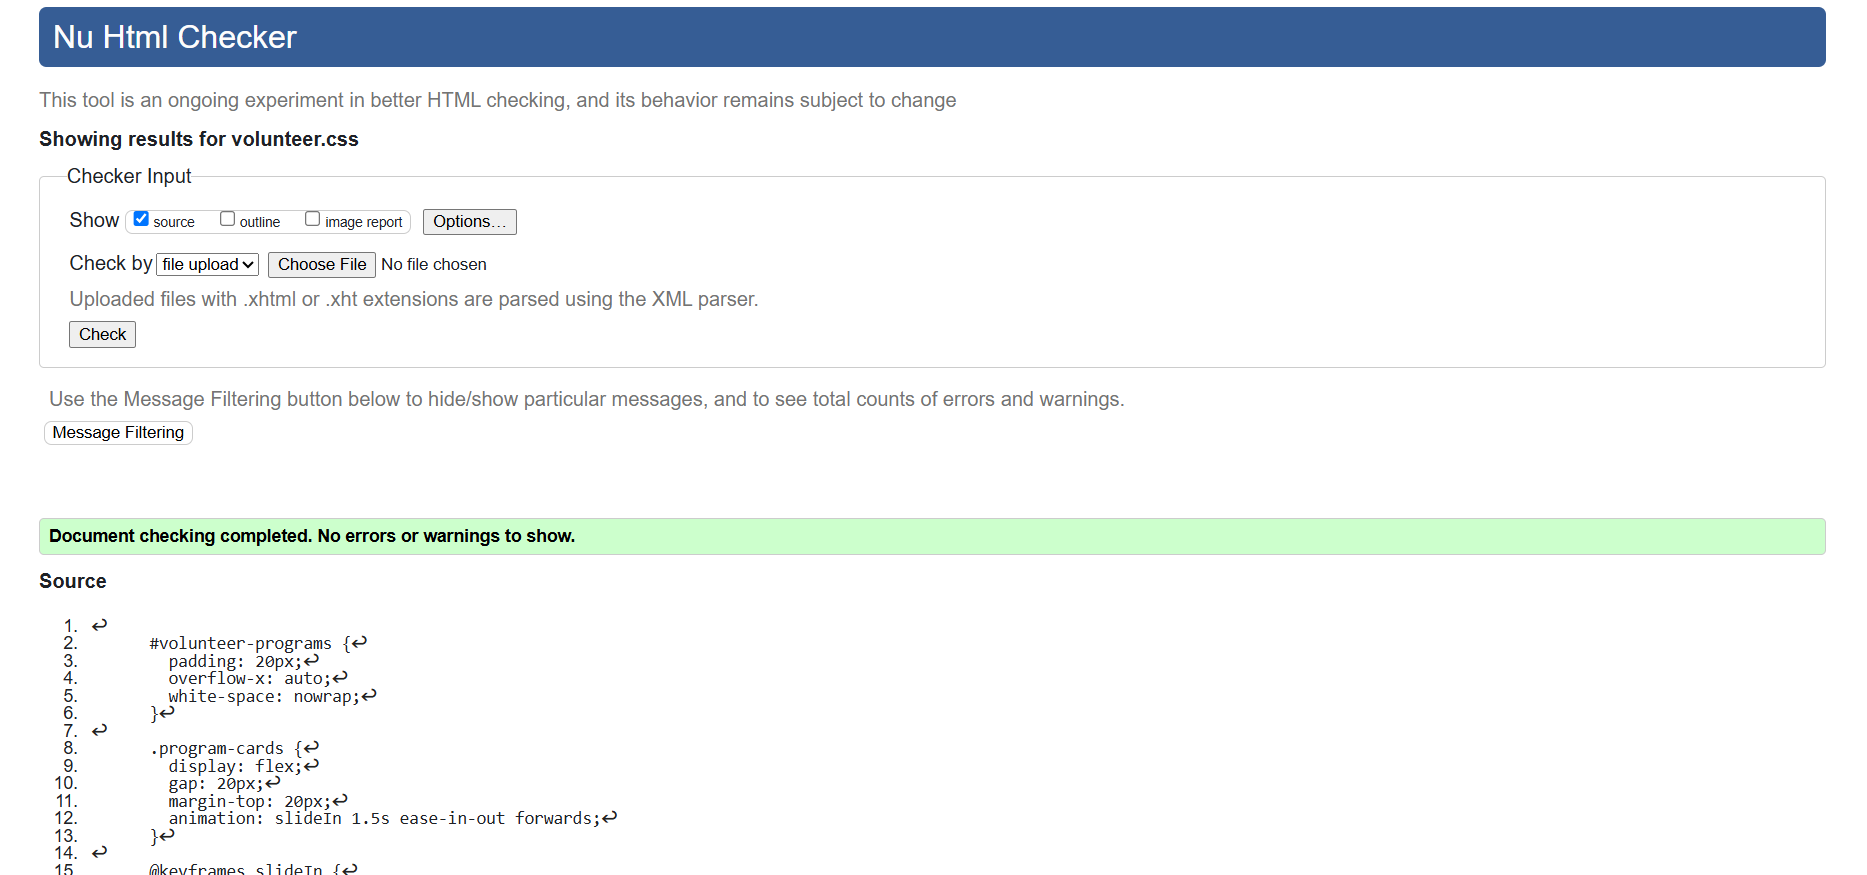 Nu Html Checker
This tool is an ongoing experiment in better HTML checking, and its behavior remains subject to change
Showing results for volunteer.css
Checker Input
Show source outline image report Options…
Check by file upload Choose File No file chosen
Uploaded files with .xhtml or .xht extensions are parsed using the XML parser.
Check
Use the Message Filtering button below to hide/show particular messages, and to see total counts of errors and warnings.
Message Filtering
Document checking completed. No errors or warnings to show.
Source
1. ↩
2. #volunteer-programs {↩
3. padding: 20px;↩
4. overflow-x: auto;↩
5. white-space: nowrap;↩
6. }↩
7. ↩
8. .program-cards {↩
9. display: flex;↩
10. gap: 20px;↩
11. margin-top: 20px;↩
12. animation: slideIn 1.5s ease-in-out forwards;↩
13. }↩
14. ↩
15 @keyframes slideIn {↩